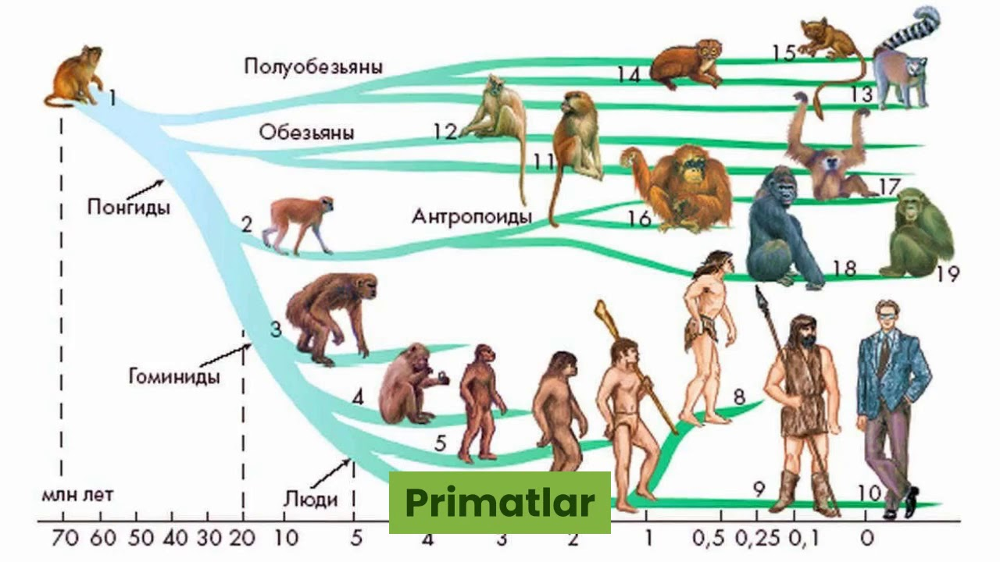 Полуобезьяны
15
14
1
13
Обезьяны
12
11
Понгиды
17
Антропоиды
16
2
18
19
3
Гоминиды
4
8
5
млн лет
Люди
Primatlar
9
10
70 60 50 40 30 20 10 5 4 3 2 1 0,5 0,25 0,1 0